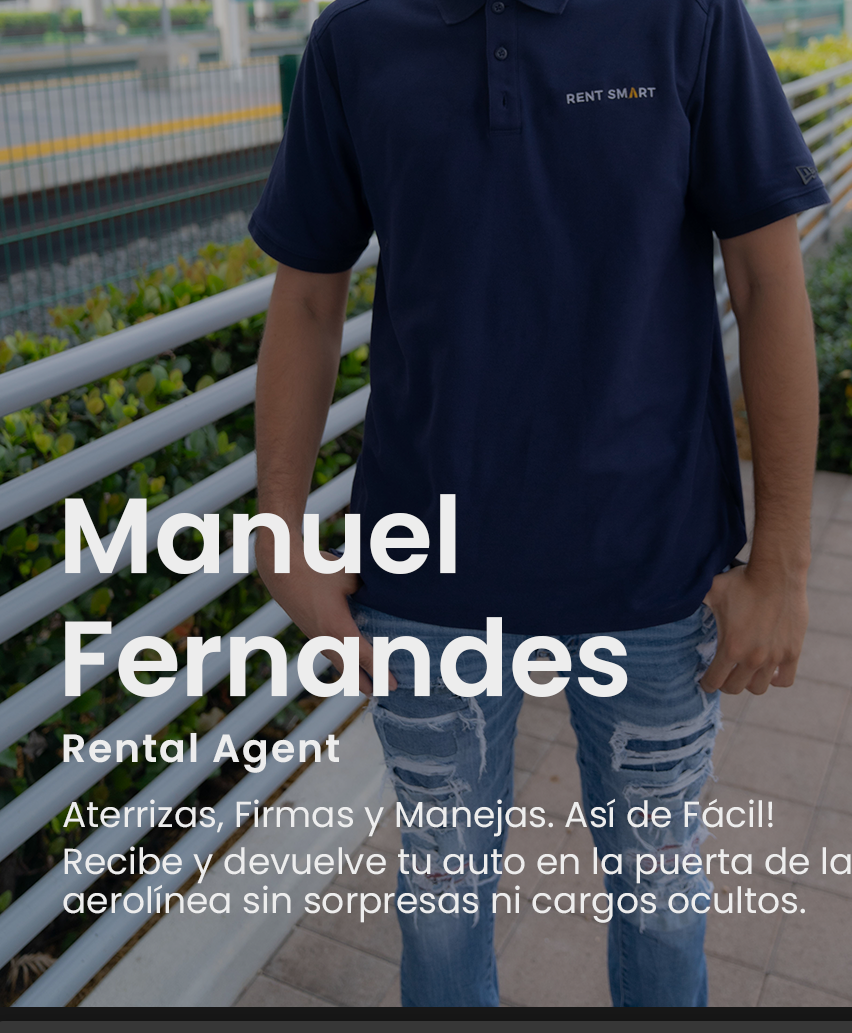 RENT SMART
Manuel
Fernandes
Rental Agent
Aterrizas, Firmas y Manejas. Así de Fácil!
Recibe y devuelve tu auto en la puerta de la
aerolínea sin sorpresas ni cargos ocultos.